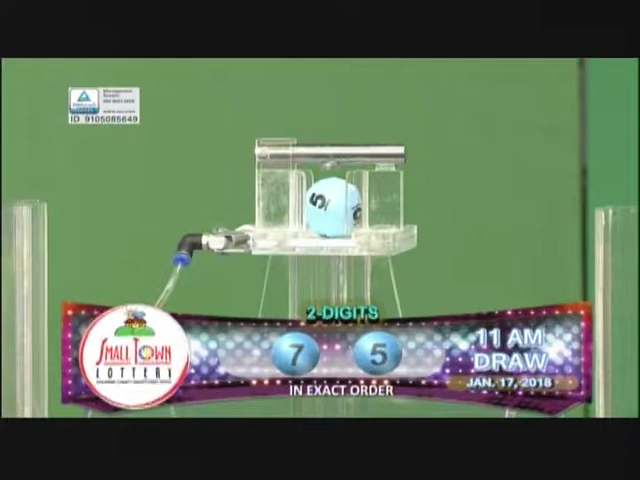 ID 9105085649
5
2-DIGITS
7 5
IN EXACT ORDER
11 AM
DRAW
JAN. 17, 2018
SMALL TOWN
LOTTERY